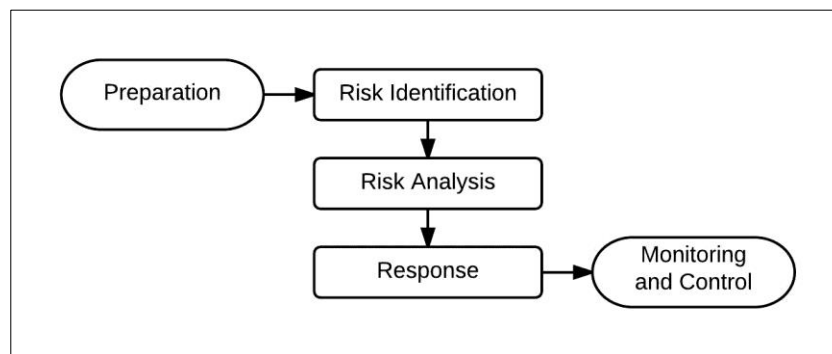 Preparation
Risk Identification
Risk Analysis
Response
Monitoring
and Control